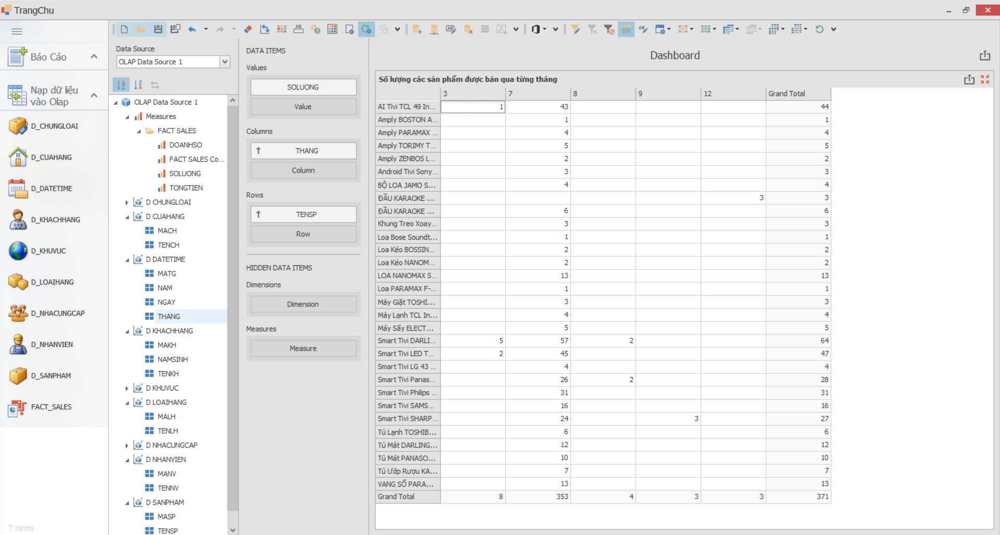 TrangChu
Báo Cáo
Nạp dữ liệu
vào Olap
D_CHUNGLOAI
D_CUAHANG
D_DATETIME
D_KHACHHANG
D_KHUVUC
D_LOAIHANG
D_NHACUNGCAP
D_NHANVIEN
D_SANPHAM
FACT_SALES
7 items
Data Source
OLAP Data Source 1
OLAP Data Source 1
Measures
FACT SALES
DOANHSO
FACT SALES Co...
SOLUONG
TONGTIEN
D CHUNGLOAI
D CUAHANG
MACH
TENCH
D DATETIME
MATG
NAM
NGAY
THANG
D KHACHHANG
MAKH
NAMSINH
TENKH
D KHUVUC
D LOAIHANG
MALH
TENLH
D NHACUNGCAP
D NHANVIEN
MANV
TENNV
D SANPHAM
MASP
TENSP
DATA ITEMS
Values
SOLUONG
Value
Columns
THANG
Column
Rows
TENSP
Row
HIDDEN DATA ITEMS
Dimensions
Dimension
Measures
Measure
Dashboard
Số lượng các sản phẩm được bán qua từng tháng
3 7 8 9 12 Grand Total
AI Tivi TCL 49 In... 1 43 44
Amply BOSTON A... 1 1
Amply PARAMAX ... 4 4
Amply TORIMY T... 5 5
Amply ZENBOS L... 2 2
Android Tivi Sony... 3 3
BỘ LOA JAMO S... 4 4
ĐẦU KARAOKE ... 3 3
ĐẦU KARAOKE ... 6 6
Khung Treo Xoay... 3 3
Loa Bose Soundt... 1 1
Loa Kéo BOSSIN... 2 2
Loa Kéo NANOM... 2 2
LOA NANOMAX S... 13 13
Loa PARAMAX F-... 1 1
Máy Giặt TOSHI... 3 3
Máy Lạnh TCL In... 4 4
Máy Sấy ELECT... 5 5
Smart Tivi DARLI... 5 57 2 64
Smart Tivi LED T... 2 45 47
Smart Tivi LG 43 ... 4 4
Smart Tivi Panas... 26 2 28
Smart Tivi Philips ... 31 31
Smart Tivi SAMS... 16 16
Smart Tivi SHARP... 24 3 27
Tủ Lạnh TOSHIB... 6 6
Tủ Mát DARLING... 12 12
Tủ Mát PANASO... 10 10
Tủ Ướp Rượu KA... 7 7
VANG SỐ PARA... 13 13
Grand Total 8 353 4 3 3 371